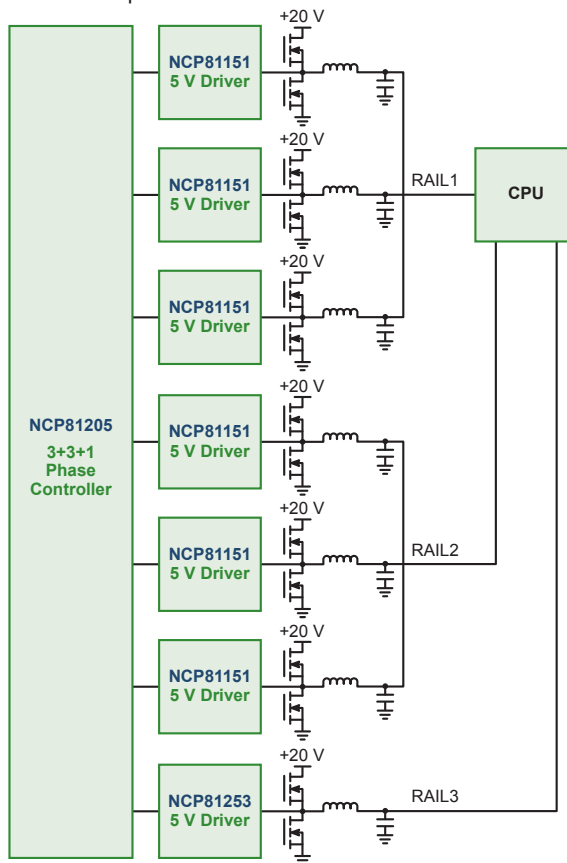 +20 V
NCP81151
5 V Driver
+20 V
NCP81151
5 V Driver
RAIL1
CPU
+20 V
NCP81151
5 V Driver
+20 V
NCP81205
3+3+1
Phase
Controller
NCP81151
5 V Driver
+20 V
NCP81151
5 V Driver
RAIL2
+20 V
NCP81151
5 V Driver
+20 V
NCP81253
5 V Driver
RAIL3